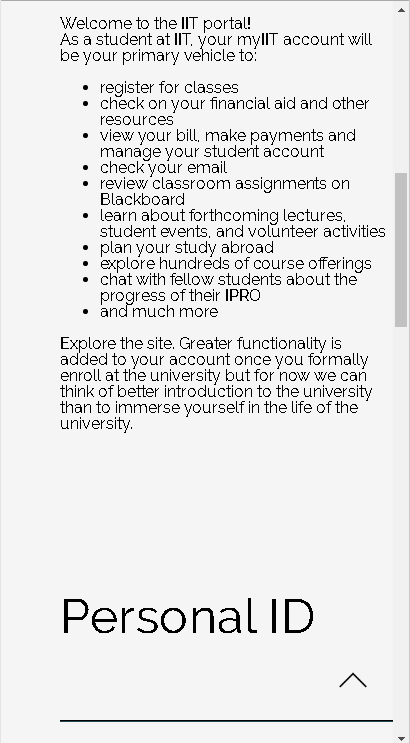 Welcome to the IIT portal!
As a student at IIT, your myIIT account will
be your primary vehicle to:
• register for classes
• check on your financial aid and other
resources
• view your bill, make payments and
manage your student account
• check your email
• review classroom assignments on
Blackboard
• learn about forthcoming lectures,
student events, and volunteer activities
• plan your study abroad
• explore hundreds of course offerings
• chat with fellow students about the
progress of their IPRO
• and much more
Explore the site. Greater functionality is
added to your account once you formally
enroll at the university but for now we can
think of better introduction to the university
than to immerse yourself in the life of the
university.
Personal ID